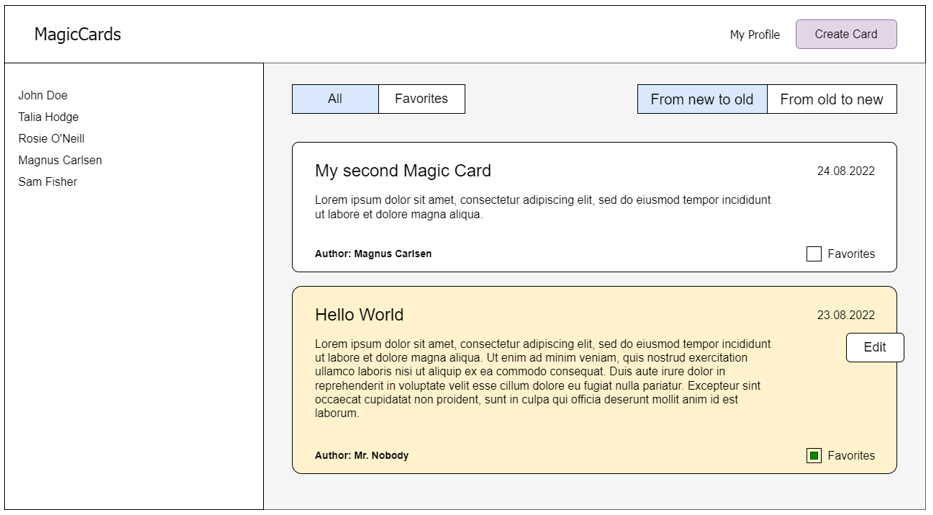 MagicCards
My Profile
Create Card
John Doe
Talia Hodge
Rosie O'Neill
Magnus Carlsen
Sam Fisher
All
Favorites
From new to old
From old to new
My second Magic Card
24.08.2022
Lorem ipsum dolor sit amet, consectetur adipiscing elit, sed do eiusmod tempor incididunt
ut labore et dolore magna aliqua.
Author: Magnus Carlsen
Favorites
Hello World
23.08.2022
Edit
Lorem ipsum dolor sit amet, consectetur adipiscing elit, sed do eiusmod tempor incididunt
ut labore et dolore magna aliqua. Ut enim ad minim veniam, quis nostrud exercitation
ullamco laboris nisi ut aliquip ex ea commodo consequat. Duis aute irure dolor in
reprehenderit in voluptate velit esse cillum dolore eu fugiat nulla pariatur. Excepteur sint
occaecat cupidatat non proident, sunt in culpa qui officia deserunt mollit anim id est
laborum.
Author: Mr. Nobody
Favorites